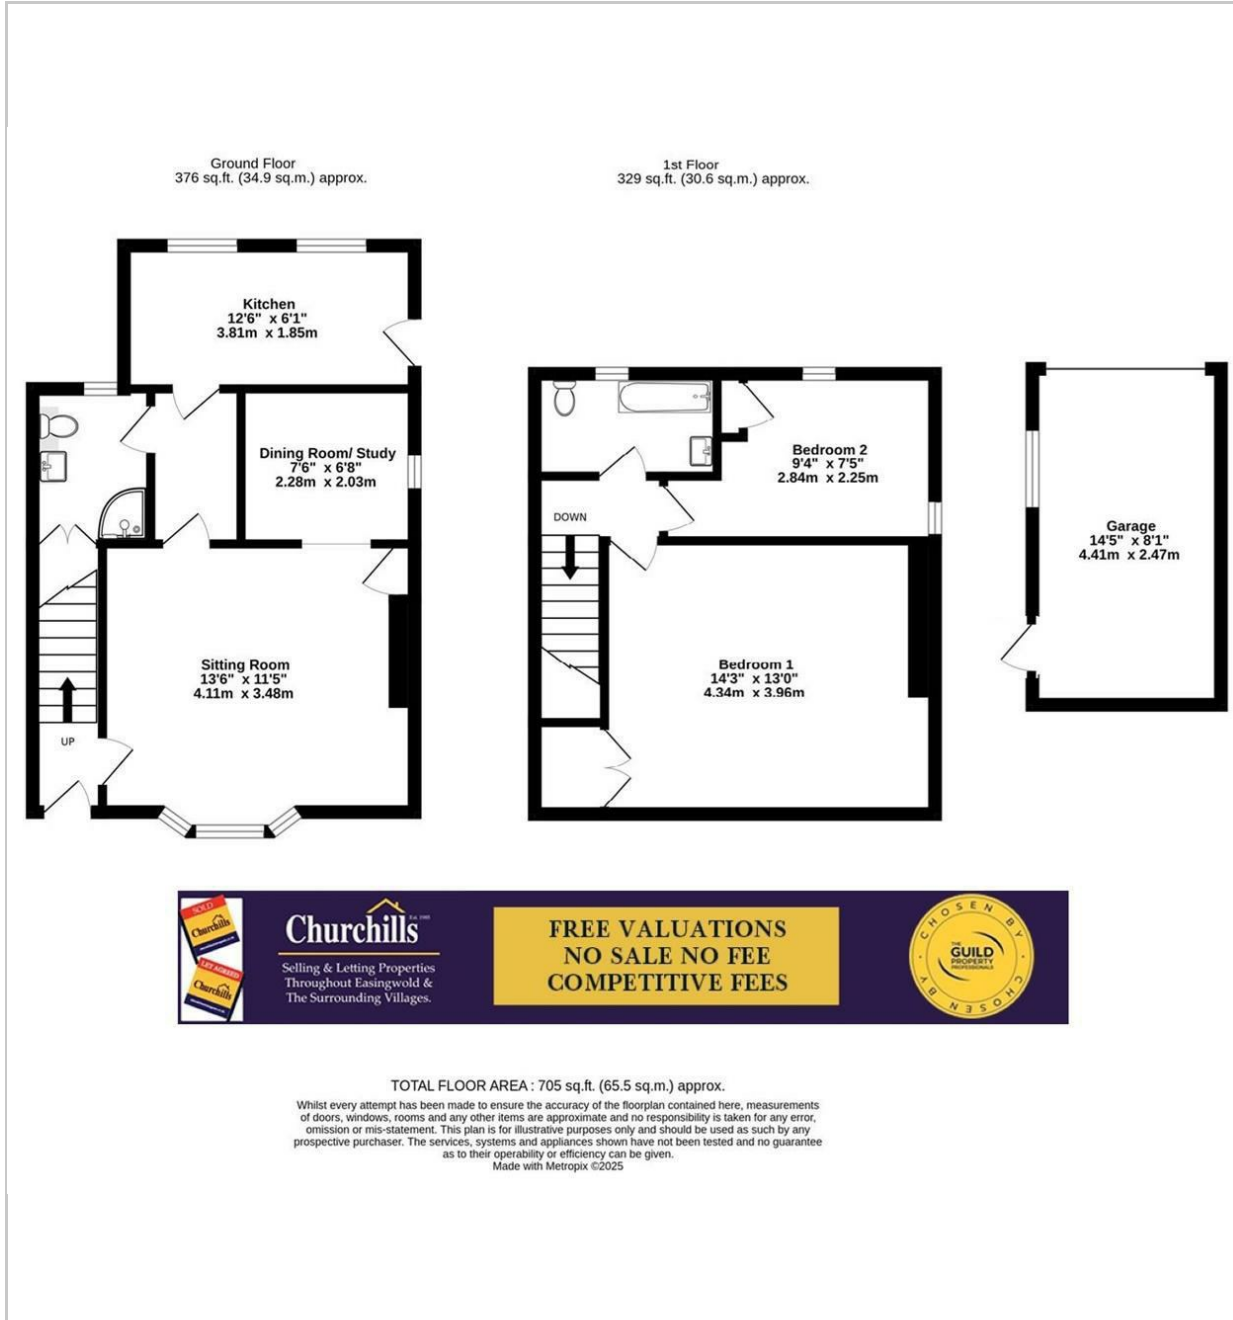 Ground Floor
376 sq.ft. (34.9 sq.m.) approx.
1st Floor
329 sq.ft. (30.6 sq.m.) approx.
Kitchen
12'6" x 6'1"
3.81m x 1.85m
Dining Room/ Study
7'6" x 6'8"
2.28m x 2.03m
Sitting Room
13'6" x 11'5"
4.11m x 3.48m
UP
Bedroom 2
9'4" x 7'5"
2.84m x 2.25m
DOWN
Bedroom 1
14'3" x 13'0"
4.34m x 3.96m
Garage
14'5" x 8'1"
4.41m x 2.47m
SOLD
Churchills
LET AGREED
Churchills
Churchills
Selling & Letting Properties
Throughout Easingwold &
The Surrounding Villages.
FREE VALUATIONS
NO SALE NO FEE
COMPETITIVE FEES
CHOSEN BY
THE
GUILD
PROPERTY
PROFESSIONALS
CHOSEN BY
TOTAL FLOOR AREA : 705 sq.ft. (65.5 sq.m.) approx.
Whilst every attempt has been made to ensure the accuracy of the floorplan contained here, measurements
of doors, windows, rooms and any other items are approximate and no responsibility is taken for any error,
omission or mis-statement. This plan is for illustrative purposes only and should be used as such by any
prospective purchaser. The services, systems and appliances shown have not been tested and no guarantee
as to their operability or efficiency can be given.
Made with Metropix ©2025